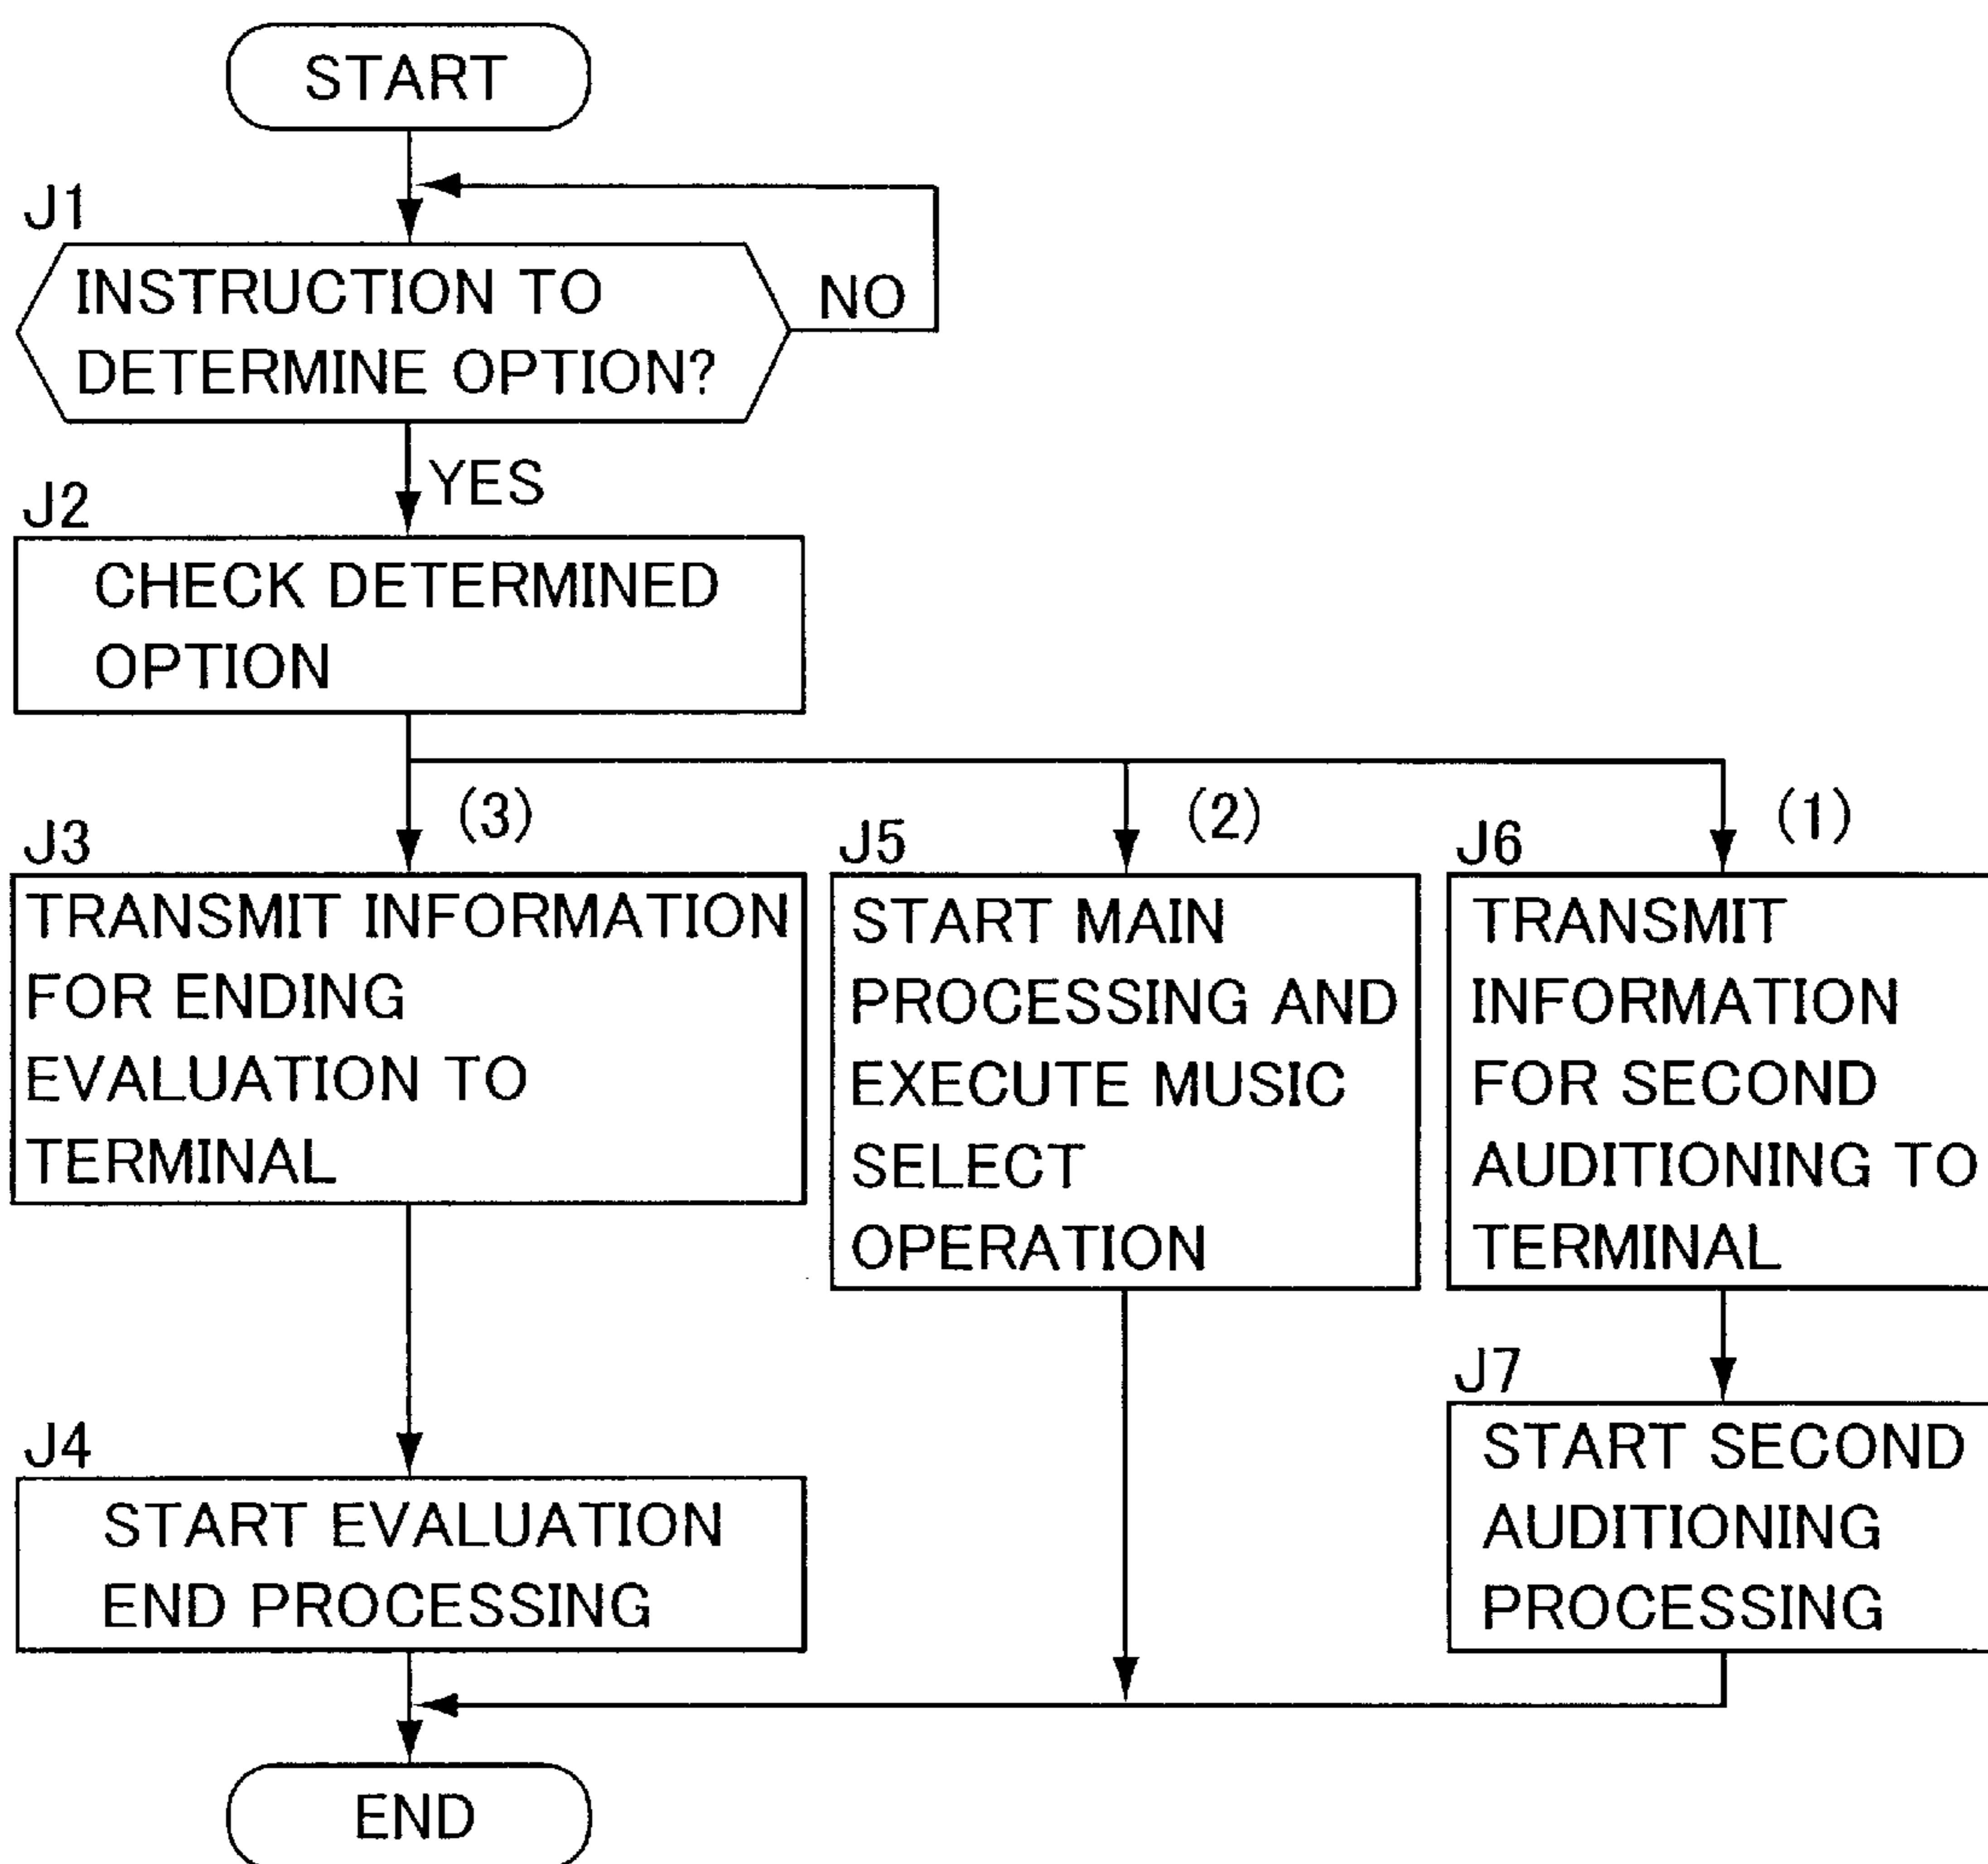 START
J1
INSTRUCTION TO
DETERMINE OPTION?
NO
YES
J2
CHECK DETERMINED
OPTION
(3)
(2)
(1)
J3
TRANSMIT INFORMATION
FOR ENDING
EVALUATION TO
TERMINAL
J5
START MAIN
PROCESSING AND
EXECUTE MUSIC
SELECT
OPERATION
J6
TRANSMIT
INFORMATION
FOR SECOND
AUDITIONING TO
TERMINAL
J7
START SECOND
AUDITIONING
PROCESSING
J4
START EVALUATION
END PROCESSING
END